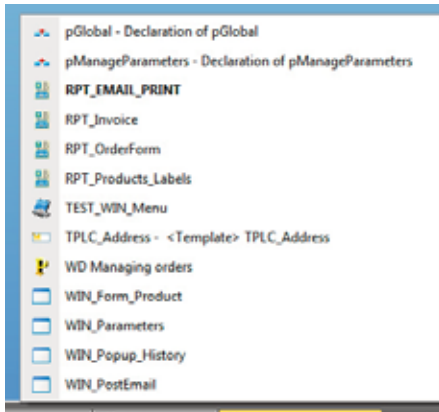 pGlobal - Declaration of pGlobal
pManageParameters - Declaration of pManageParameters
RPT_EMAIL_PRINT
RPT_Invoice
RPT_OrderForm
RPT_Products_Labels
TEST_WIN_Menu
TPLC_Address - <Template> TPLC_Address
WD Managing orders
WIN_Form_Product
WIN_Parameters
WIN_Popup_History
WIN_PostEmail